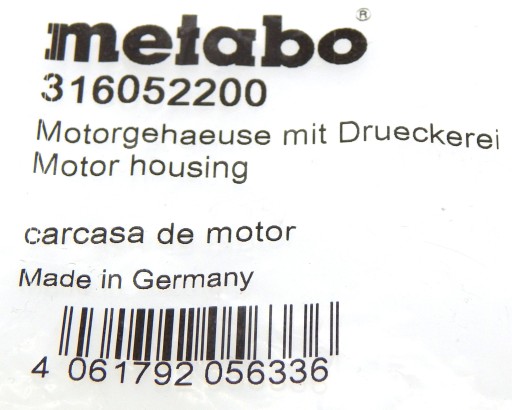 metabo®
316052200
Motorgehaeuse mit Drueckerei
Motor housing
carcasa de motor
Made in Germany
4 061792 056336